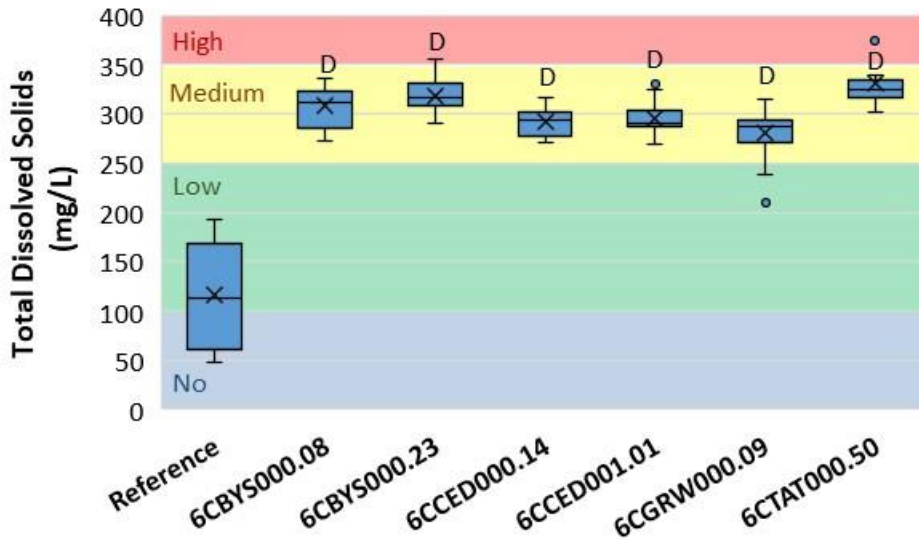 Total Dissolved Solids
(mg/L)
400
350
300
250
200
150
100
50
0
High
Medium
Low
No
D
D
D
D
D
D
Reference
6CBYS000.08
6CBYS000.23
6CCED000.14
6CCED001.01
6CGRW000.09
6CTAT000.50